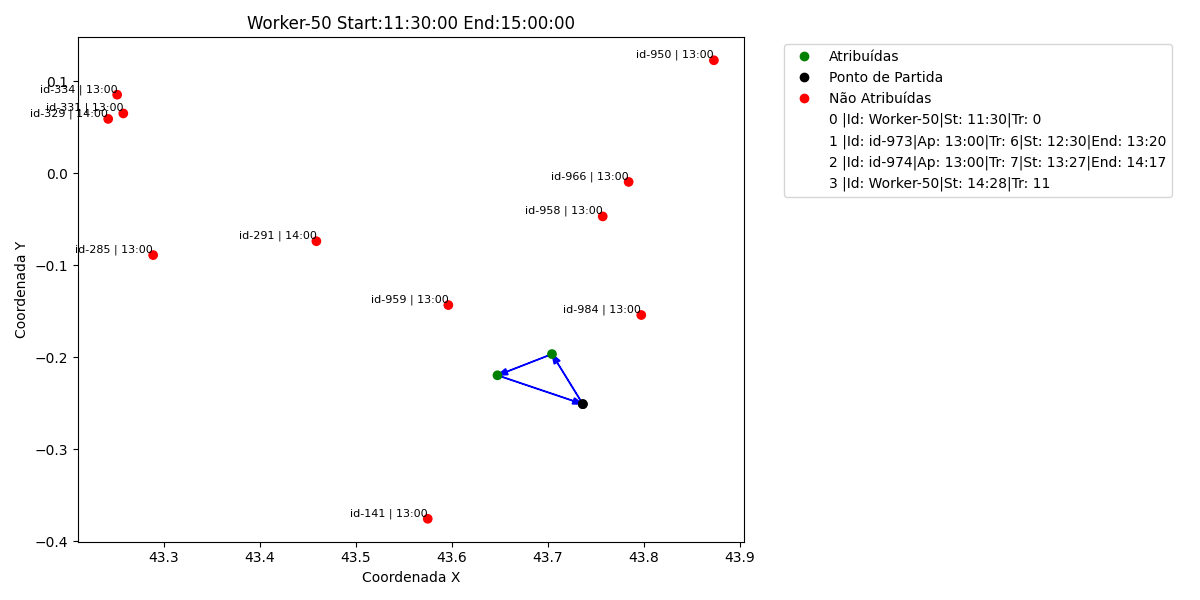 Worker-50 Start:11:30:00 End:15:00:00
Atribuídas
Ponto de Partida
Não Atribuídas
0 |Id: Worker-50|St: 11:30|Tr: 0
1 |Id: id-973|Ap: 13:00|Tr: 6|St: 12:30|End: 13:20
2 |Id: id-974|Ap: 13:00|Tr: 7|St: 13:27|End: 14:17
3 |Id: Worker-50|St: 14:28|Tr: 11
id-950 | 13:00
id-334 | 13:00
id-331 | 13:00
id-329 | 14:00
id-966 | 13:00
id-958 | 13:00
id-291 | 14:00
id-285 | 13:00
id-959 | 13:00
id-984 | 13:00
id-141 | 13:00
Coordenada Y
0.1
0.0
−0.1
−0.2
−0.3
−0.4
43.3 43.4 43.5 43.6 43.7 43.8 43.9
Coordenada X